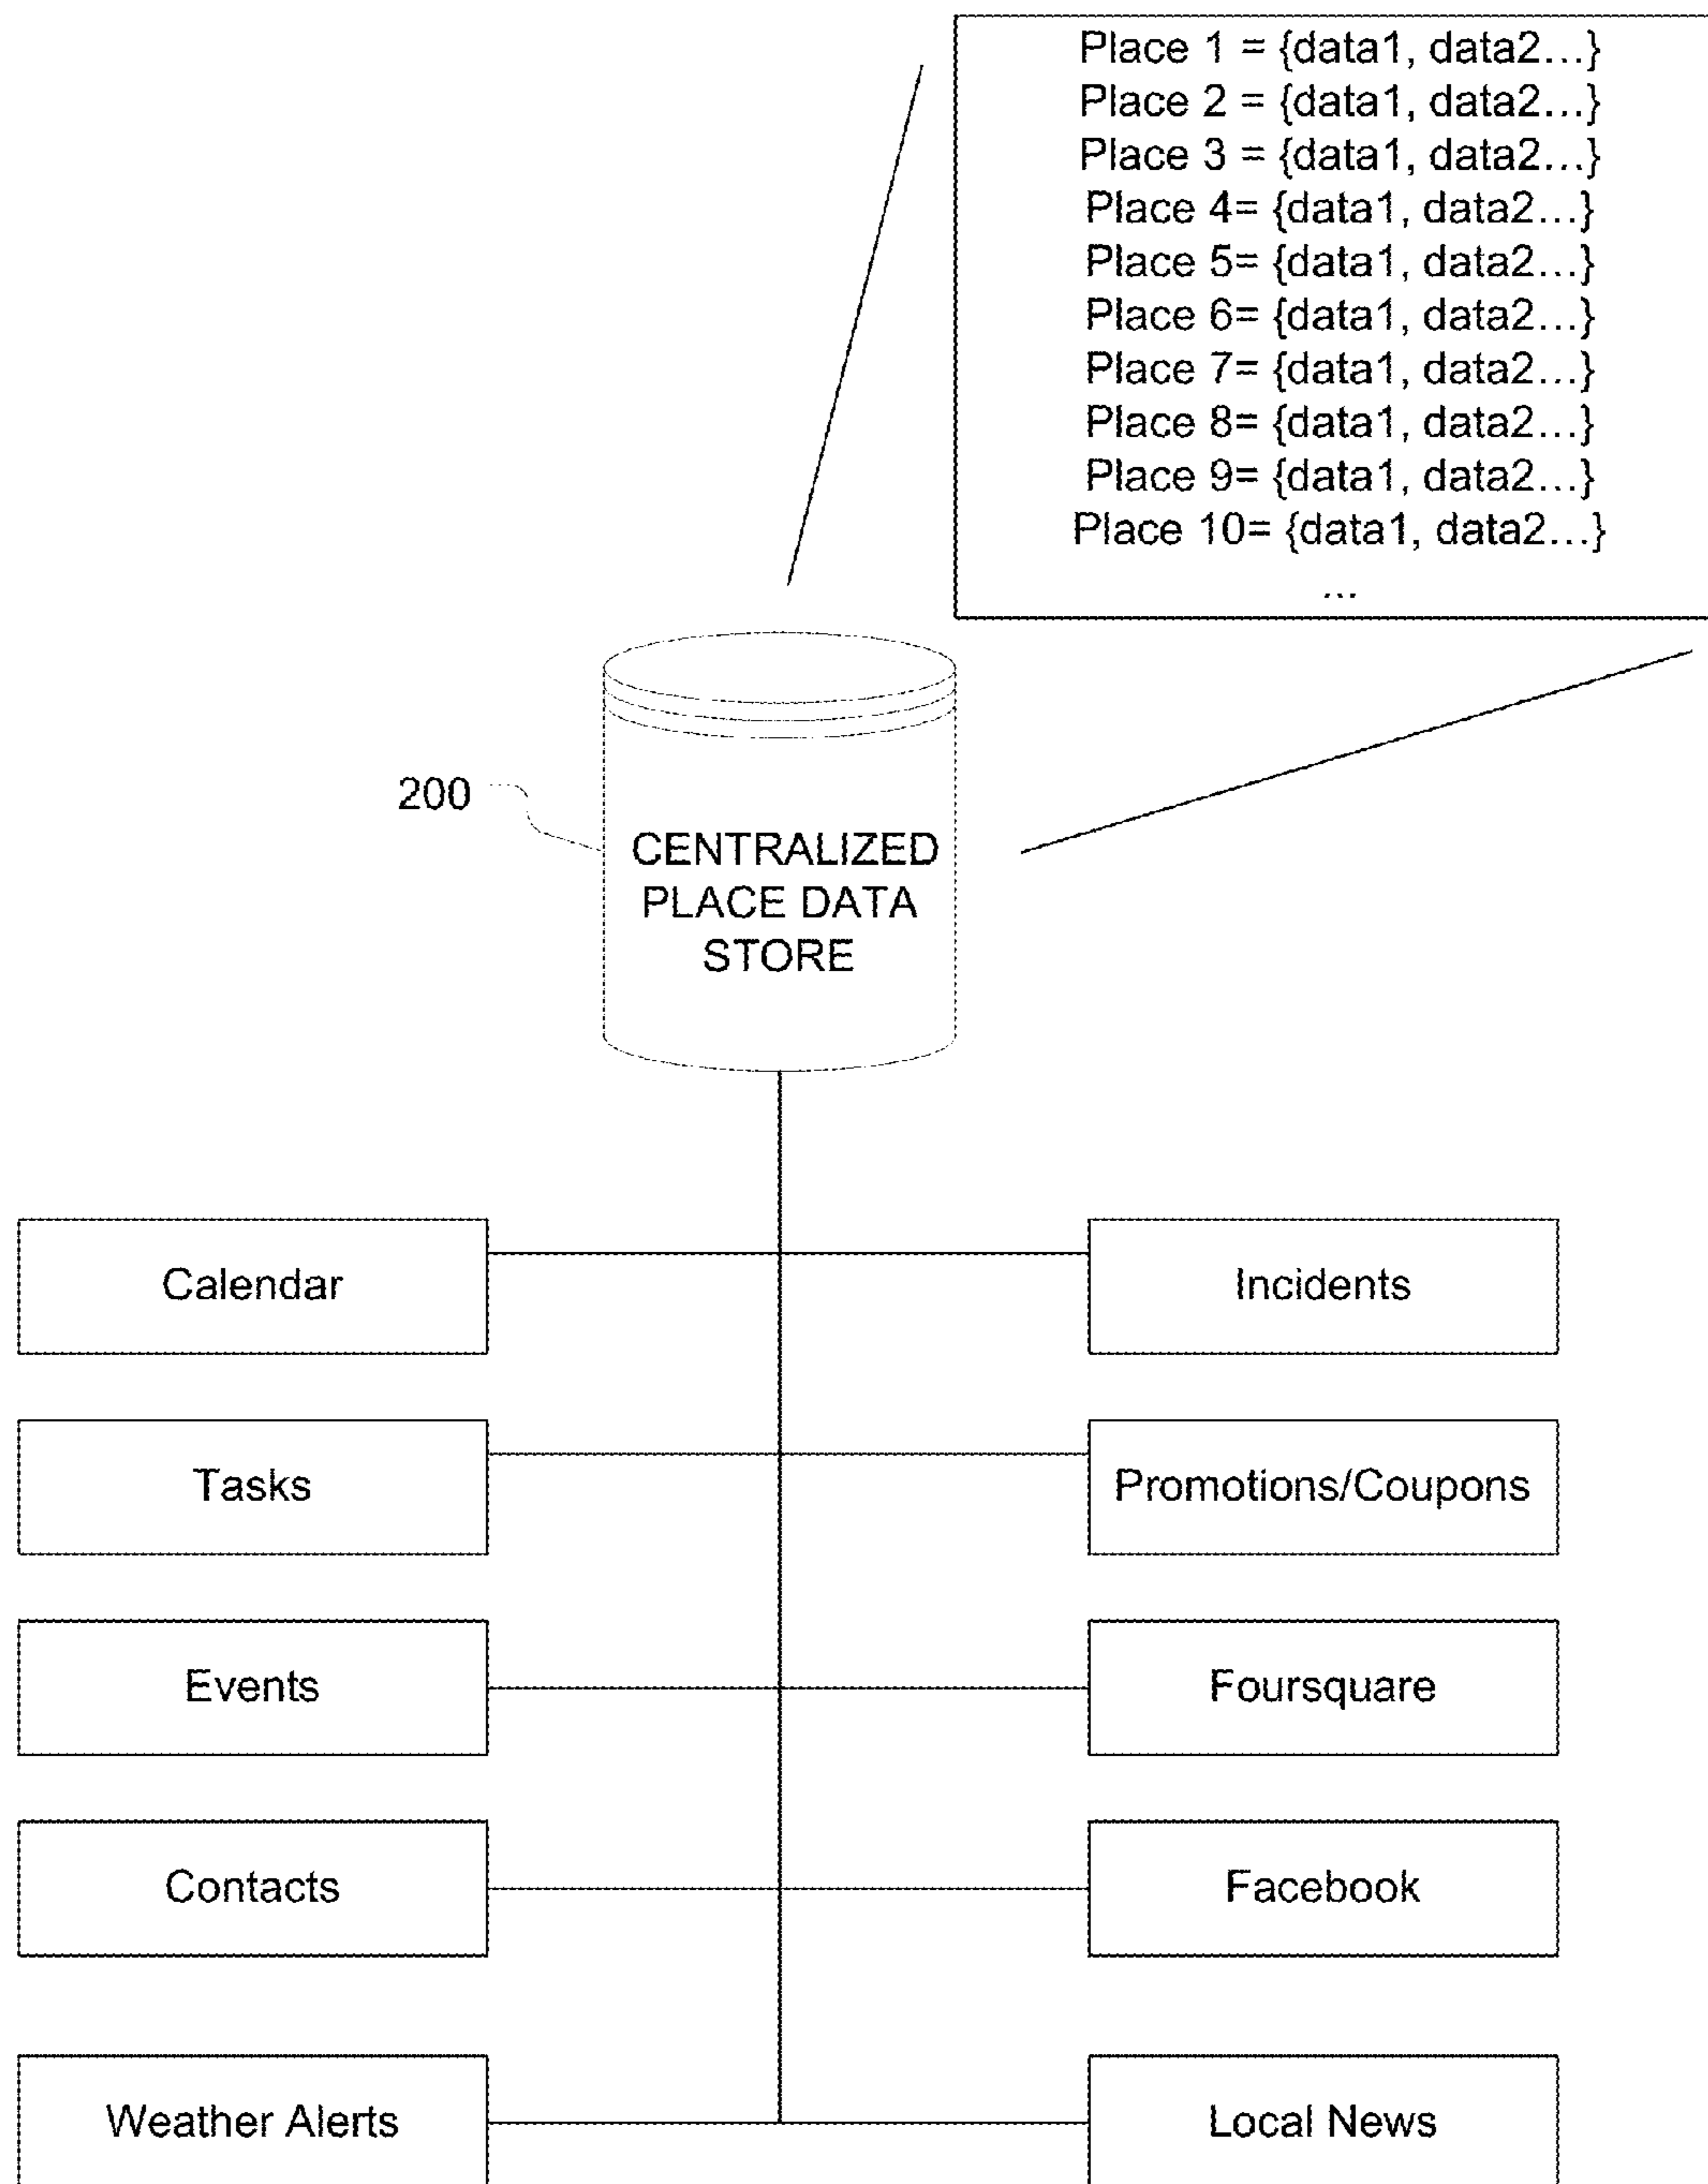 Place 1 = {data1, data2...}
Place 2 = {data1, data2...}
Place 3 = {data1, data2...}
Place 4= {data1, data2...}
Place 5= {data1, data2...}
Place 6= {data1, data2...}
Place 7= {data1, data2...}
Place 8= {data1, data2...}
Place 9= {data1, data2...}
Place 10= {data1, data2...}
...
200
CENTRALIZED
PLACE DATA
STORE
Calendar
Incidents
Tasks
Promotions/Coupons
Events
Foursquare
Contacts
Facebook
Weather Alerts
Local News